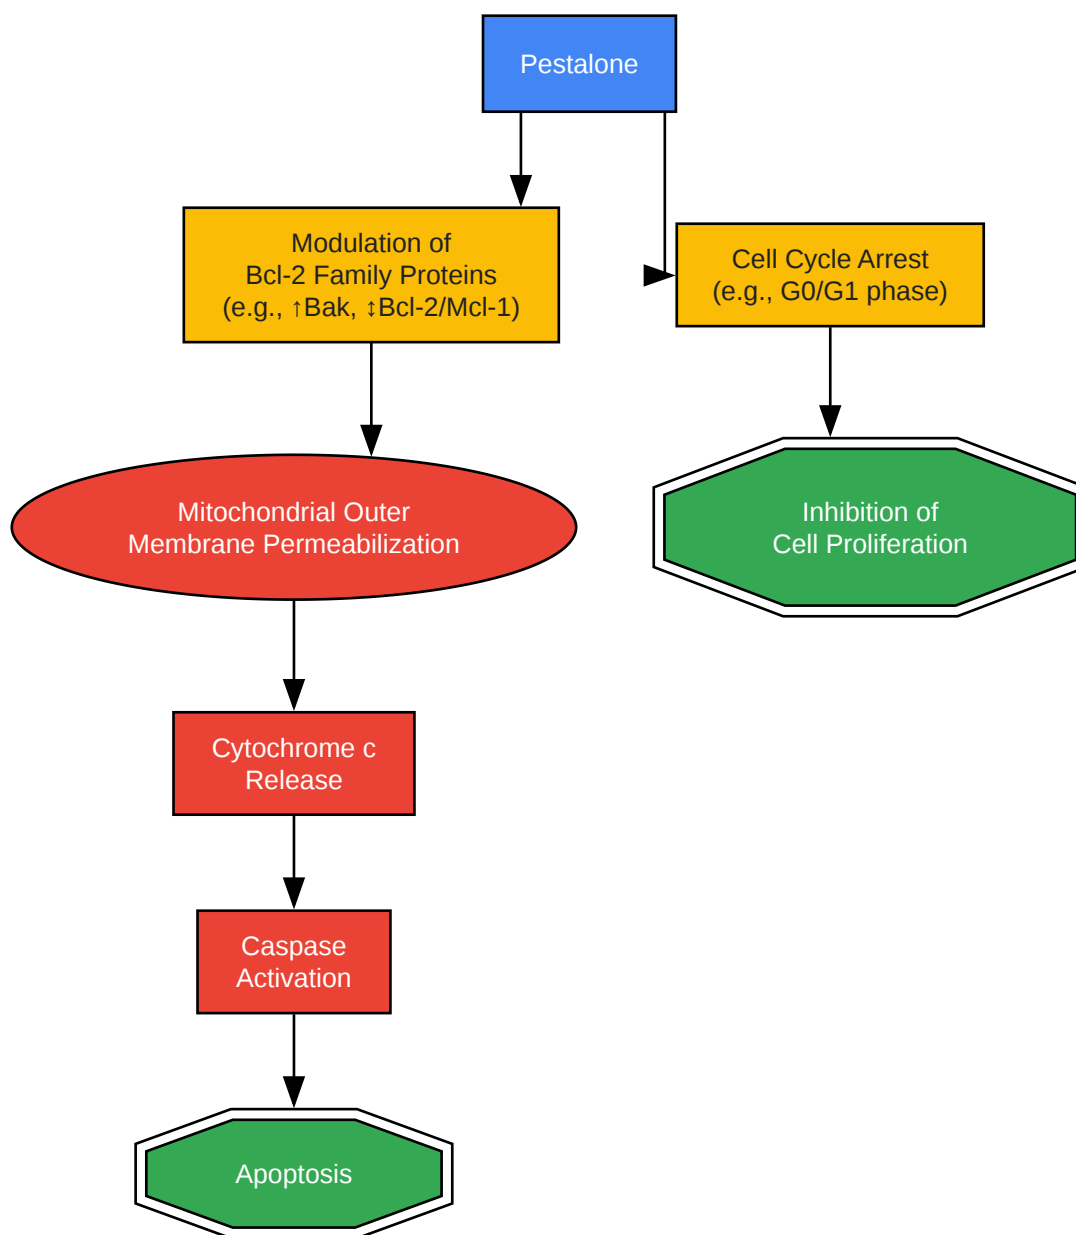 Pestalone
Modulation of
Bcl-2 Family Proteins
(e.g., ↑Bak, ↕Bcl-2/Mcl-1)
Cell Cycle Arrest
(e.g., G0/G1 phase)
Mitochondrial Outer
Membrane Permeabilization
Inhibition of
Cell Proliferation
Cytochrome c
Release
Caspase
Activation
Apoptosis